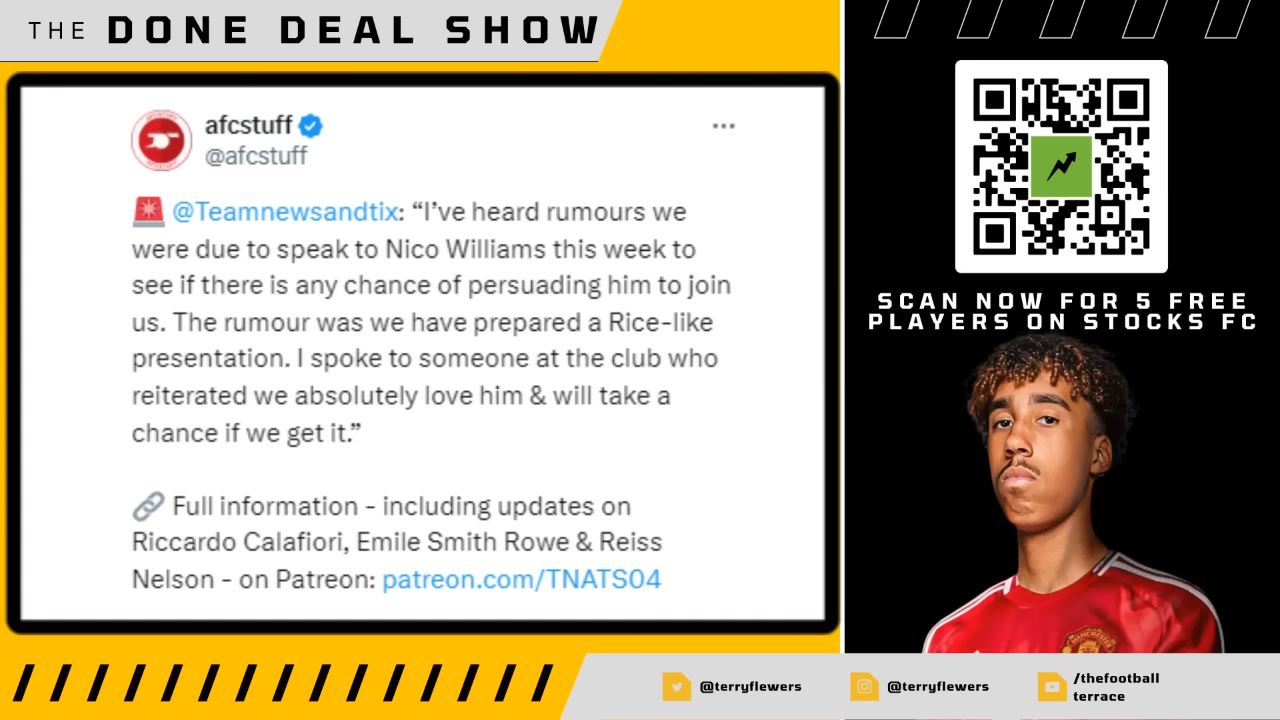 THE DONE DEAL SHOW
afcstuff
@afcstuff
@Teamnewsandtix: “I’ve heard rumours we
were due to speak to Nico Williams this week to
see if there is any chance of persuading him to join
us. The rumour was we have prepared a Rice-like
presentation. I spoke to someone at the club who
reiterated we absolutely love him & will take a
chance if we get it.”
Full information - including updates on
Riccardo Calafiori, Emile Smith Rowe & Reiss
Nelson - on Patreon: patreon.com/TNATS04
SCAN NOW FOR 5 FREE
PLAYERS ON STOCKS FC
MANCHESTER
@terryflewers
@terryflewers
/thefootball
terrace